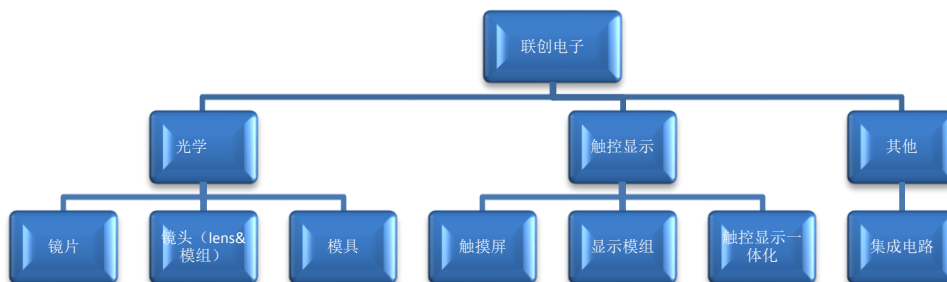 联创电子
光学
触控显示
其他
镜片
镜头（lens&
模组）
模具
触摸屏
显示模组
触控显示一
体化
集成电路